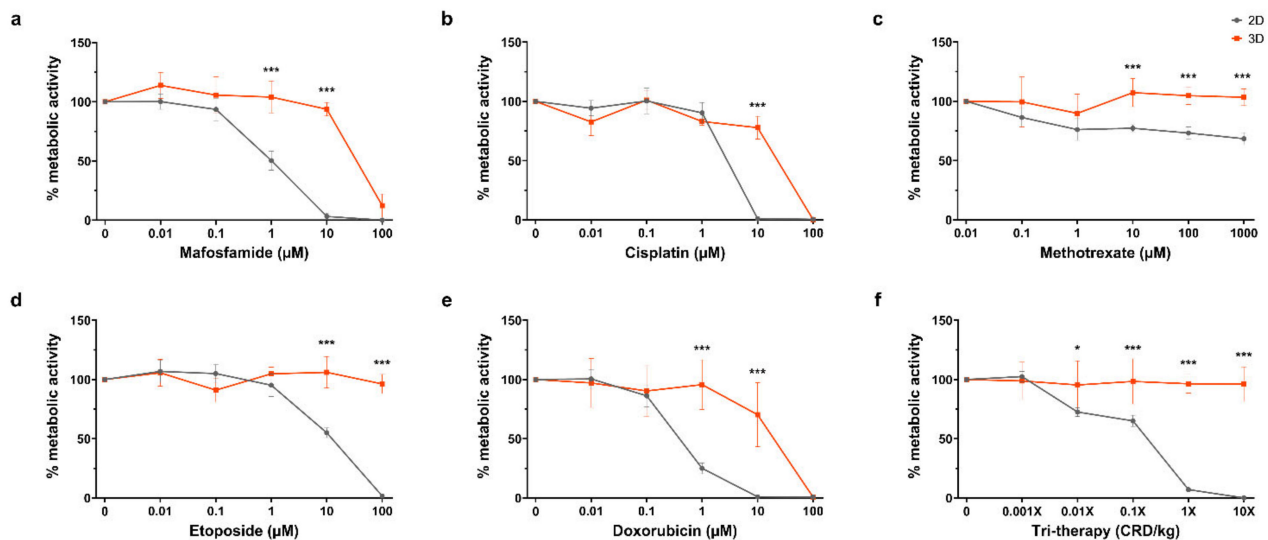 a
% metabolic activity
150
100
50
0
*** ***
0 0.01 0.1 1 10 100
Mafosfamide (µM)
b
% metabolic activity
150
100
50
0
***
0 0.01 0.1 1 10 100
Cisplatin (µM)
c
2D
3D
% metabolic activity
150
100
50
0
*** *** ***
0.01 0.1 1 10 100 1000
Methotrexate (µM)
d
% metabolic activity
150
100
50
0
*** ***
0 0.01 0.1 1 10 100
Etoposide (µM)
e
% metabolic activity
150
100
50
0
*** ***
0 0.01 0.1 1 10 100
Doxorubicin (µM)
f
% metabolic activity
150
100
50
0
* *** *** ***
0 0.001X 0.01X 0.1X 1X 10X
Tri-therapy (CRD/kg)